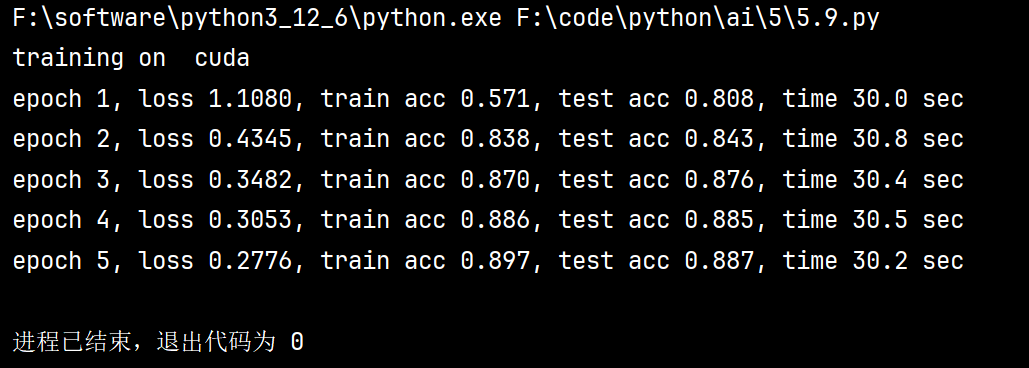 F:\software\python3_12_6\python.exe F:\code\python\ai\5\5.9.py
training on  cuda
epoch 1, loss 1.1080, train acc 0.571, test acc 0.808, time 30.0 sec
epoch 2, loss 0.4345, train acc 0.838, test acc 0.843, time 30.8 sec
epoch 3, loss 0.3482, train acc 0.870, test acc 0.876, time 30.4 sec
epoch 4, loss 0.3053, train acc 0.886, test acc 0.885, time 30.5 sec
epoch 5, loss 0.2776, train acc 0.897, test acc 0.887, time 30.2 sec
进程已结束，退出代码为 0